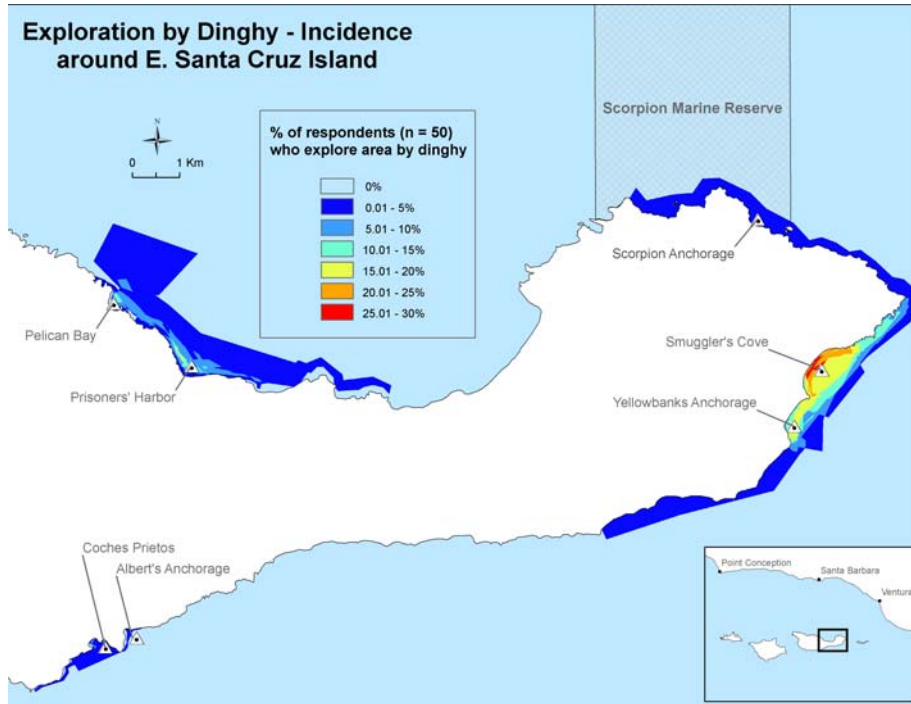 Exploration by Dinghy - Incidence
around E. Santa Cruz Island
N
0 1 Km
% of respondents (n = 50)
who explore area by dinghy
0%
0.01 - 5%
5.01 - 10%
10.01 - 15%
15.01 - 20%
20.01 - 25%
25.01 - 30%
Scorpion Marine Reserve
Scorpion Anchorage
Pelican Bay
Prisoners' Harbor
Smuggler's Cove
Yellowbanks Anchorage
Coches Prietos
Albert's Anchorage
Point Conception
Santa Barbara
Ventura